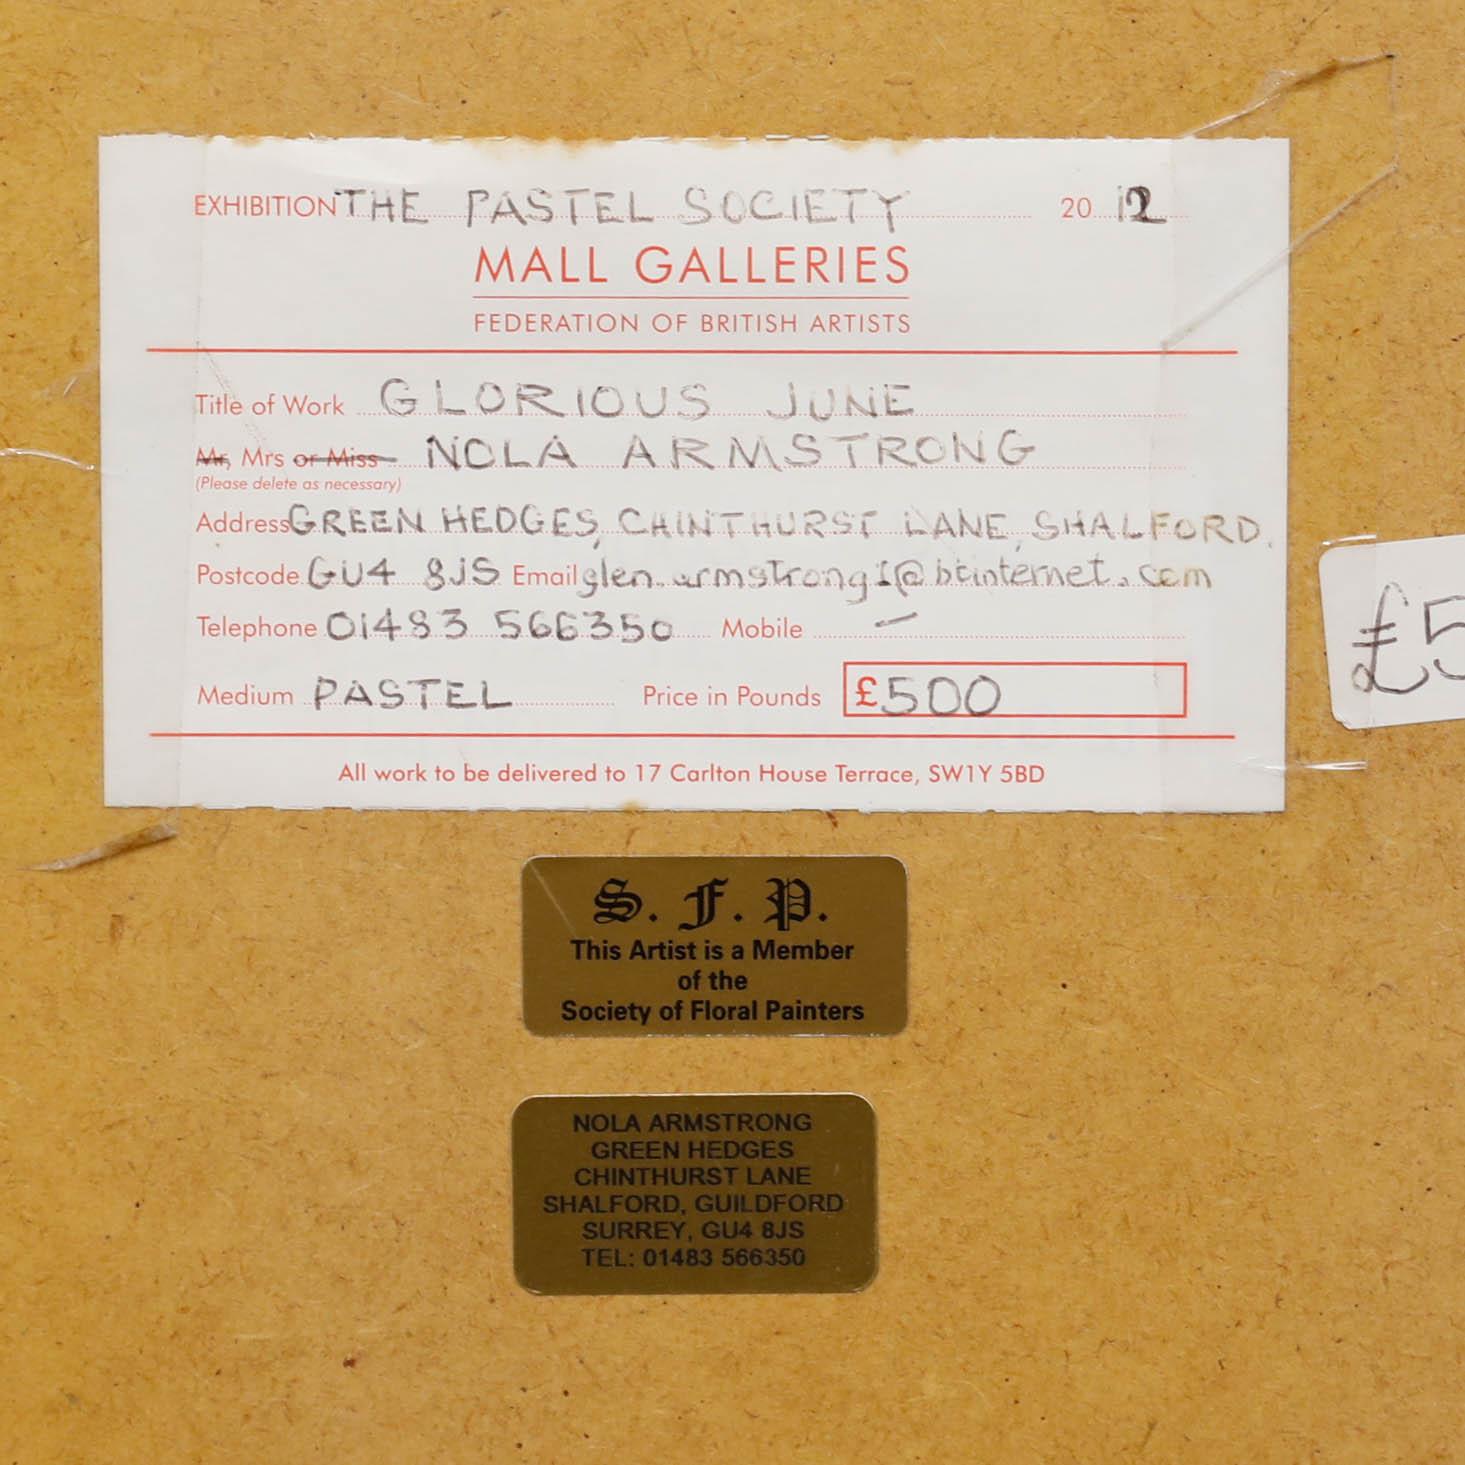 EXHIBITION THE PASTEL SOCIETY 20 12
MALL GALLERIES
FEDERATION OF BRITISH ARTISTS
Title of Work GLORIOUS JUNE
Mr, Mrs or Miss NOLA ARMSTRONG
(Please delete as necessary)
Address GREEN HEDGES, CHINTHURST LANE, SHALFORD.
Postcode GU4 8JS Email glen.armstrong1@btinternet.com
Telephone 01483 566350 Mobile –
Medium PASTEL Price in Pounds £500
All work to be delivered to 17 Carlton House Terrace, SW1Y 5BD
£5
S. F. P.
This Artist is a Member
of the
Society of Floral Painters
NOLA ARMSTRONG
GREEN HEDGES
CHINTHURST LANE
SHALFORD, GUILDFORD
SURREY, GU4 8JS
TEL: 01483 566350